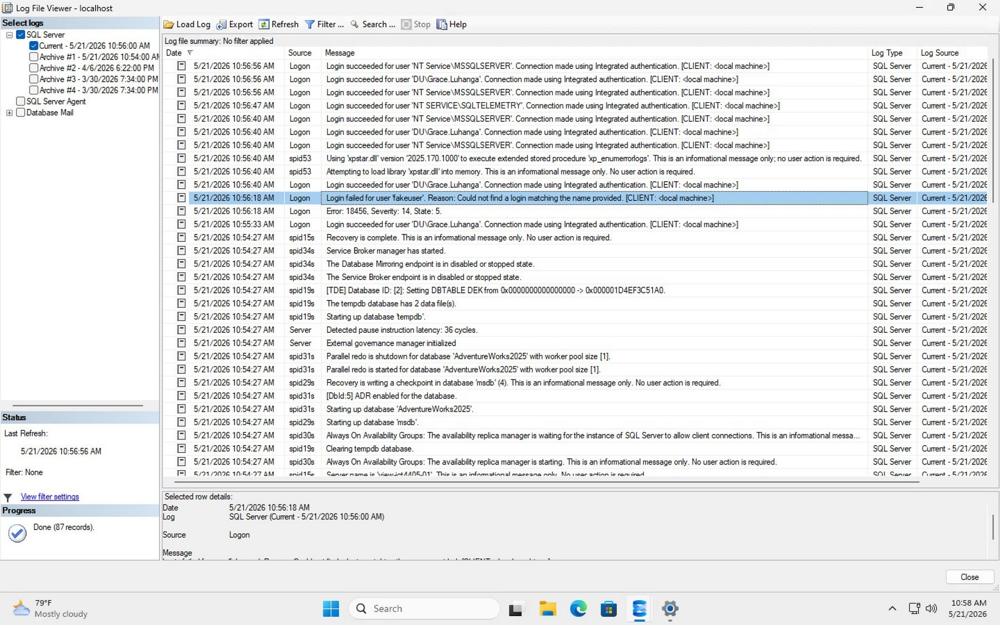 Log File Viewer - localhost
Select logs
SQL Server
Current - 5/21/2026 10:56:00 AM
Archive #1 - 5/21/2026 10:54:00 AM
Archive #2 - 4/6/2026 6:22:00 PM
Archive #3 - 3/30/2026 7:34:00 PM
Archive #4 - 3/30/2026 7:34:00 PM
SQL Server Agent
Database Mail
Status
Last Refresh:
5/21/2026 10:56:56 AM
Filter: None
View filter settings
Progress
Done (87 records).
Load Log Export Refresh Filter ... Search ... Stop Help
Log file summary: No filter applied
Date Source Message Log Type Log Source
5/21/2026 10:56:56 AM Logon Login succeeded for user 'NT Service\MSSQLSERVER'. Connection made using Integrated authentication. [CLIENT: <local machine>] SQL Server Current - 5/21/2026
5/21/2026 10:56:56 AM Logon Login succeeded for user 'DU\Grace.Luhanga'. Connection made using Integrated authentication. [CLIENT: <local machine>] SQL Server Current - 5/21/2026
5/21/2026 10:56:56 AM Logon Login succeeded for user 'NT Service\MSSQLSERVER'. Connection made using Integrated authentication. [CLIENT: <local machine>] SQL Server Current - 5/21/2026
5/21/2026 10:56:47 AM Logon Login succeeded for user 'NT SERVICE\SQLTELEMETRY'. Connection made using Integrated authentication. [CLIENT: <local machine>] SQL Server Current - 5/21/2026
5/21/2026 10:56:40 AM Logon Login succeeded for user 'NT Service\MSSQLSERVER'. Connection made using Integrated authentication. [CLIENT: <local machine>] SQL Server Current - 5/21/2026
5/21/2026 10:56:40 AM Logon Login succeeded for user 'DU\Grace.Luhanga'. Connection made using Integrated authentication. [CLIENT: <local machine>] SQL Server Current - 5/21/2026
5/21/2026 10:56:40 AM Logon Login succeeded for user 'NT Service\MSSQLSERVER'. Connection made using Integrated authentication. [CLIENT: <local machine>] SQL Server Current - 5/21/2026
5/21/2026 10:56:40 AM spid53 Using 'xpstar.dll' version '2025.170.1000' to execute extended stored procedure 'xp_enumerrorlogs'. This is an informational message only; no user action is required. SQL Server Current - 5/21/2026
5/21/2026 10:56:40 AM spid53 Attempting to load library 'xpstar.dll' into memory. This is an informational message only. No user action is required. SQL Server Current - 5/21/2026
5/21/2026 10:56:40 AM Logon Login succeeded for user 'DU\Grace.Luhanga'. Connection made using Integrated authentication. [CLIENT: <local machine>] SQL Server Current - 5/21/2026
5/21/2026 10:56:18 AM Logon Login failed for user 'fakeuser'. Reason: Could not find a login matching the name provided. [CLIENT: <local machine>] SQL Server Current - 5/21/2026
5/21/2026 10:56:18 AM Logon Error: 18456, Severity: 14, State: 5. SQL Server Current - 5/21/2026
5/21/2026 10:55:33 AM Logon Login succeeded for user 'DU\Grace.Luhanga'. Connection made using Integrated authentication. [CLIENT: <local machine>] SQL Server Current - 5/21/2026
5/21/2026 10:54:27 AM spid15s Recovery is complete. This is an informational message only. No user action is required. SQL Server Current - 5/21/2026
5/21/2026 10:54:27 AM spid34s Service Broker manager has started. SQL Server Current - 5/21/2026
5/21/2026 10:54:27 AM spid34s The Database Mirroring endpoint is in disabled or stopped state. SQL Server Current - 5/21/2026
5/21/2026 10:54:27 AM spid34s The Service Broker endpoint is in disabled or stopped state. SQL Server Current - 5/21/2026
5/21/2026 10:54:27 AM spid19s [TDE] Database ID: [2]: Setting DBTABLE DEK from 0x0000000000000000 -> 0x000001D4EF3C51A0. SQL Server Current - 5/21/2026
5/21/2026 10:54:27 AM spid19s The tempdb database has 2 data file(s). SQL Server Current - 5/21/2026
5/21/2026 10:54:27 AM spid19s Starting up database 'tempdb'. SQL Server Current - 5/21/2026
5/21/2026 10:54:27 AM Server Detected pause instruction latency: 36 cycles. SQL Server Current - 5/21/2026
5/21/2026 10:54:27 AM Server External governance manager initialized SQL Server Current - 5/21/2026
5/21/2026 10:54:27 AM spid31s Parallel redo is shutdown for database 'AdventureWorks2025' with worker pool size [1]. SQL Server Current - 5/21/2026
5/21/2026 10:54:27 AM spid31s Parallel redo is started for database 'AdventureWorks2025' with worker pool size [1]. SQL Server Current - 5/21/2026
5/21/2026 10:54:27 AM spid29s Recovery is writing a checkpoint in database 'msdb' (4). This is an informational message only. No user action is required. SQL Server Current - 5/21/2026
5/21/2026 10:54:27 AM spid31s [DbId:5] ADR enabled for the database. SQL Server Current - 5/21/2026
5/21/2026 10:54:27 AM spid31s Starting up database 'AdventureWorks2025'. SQL Server Current - 5/21/2026
5/21/2026 10:54:27 AM spid29s Starting up database 'msdb'. SQL Server Current - 5/21/2026
5/21/2026 10:54:27 AM spid30s Always On Availability Groups: The availability replica manager is waiting for the instance of SQL Server to allow client connections. This is an informational messa... SQL Server Current - 5/21/2026
5/21/2026 10:54:27 AM spid19s Clearing tempdb database. SQL Server Current - 5/21/2026
5/21/2026 10:54:27 AM spid30s Always On Availability Groups: The availability replica manager is starting. This is an informational message only. No user action is required. SQL Server Current - 5/21/2026
5/21/2026 10:54:27 AM spid15s Server name is 'view-ict4405-01'. This is an informational message only. No user action is required. SQL Server Current - 5/21/2026
Selected row details:
Date 5/21/2026 10:56:18 AM
Log SQL Server (Current - 5/21/2026 10:56:00 AM)
Source Logon
Message
Close
79°F
Mostly cloudy
Search
10:58 AM
5/21/2026